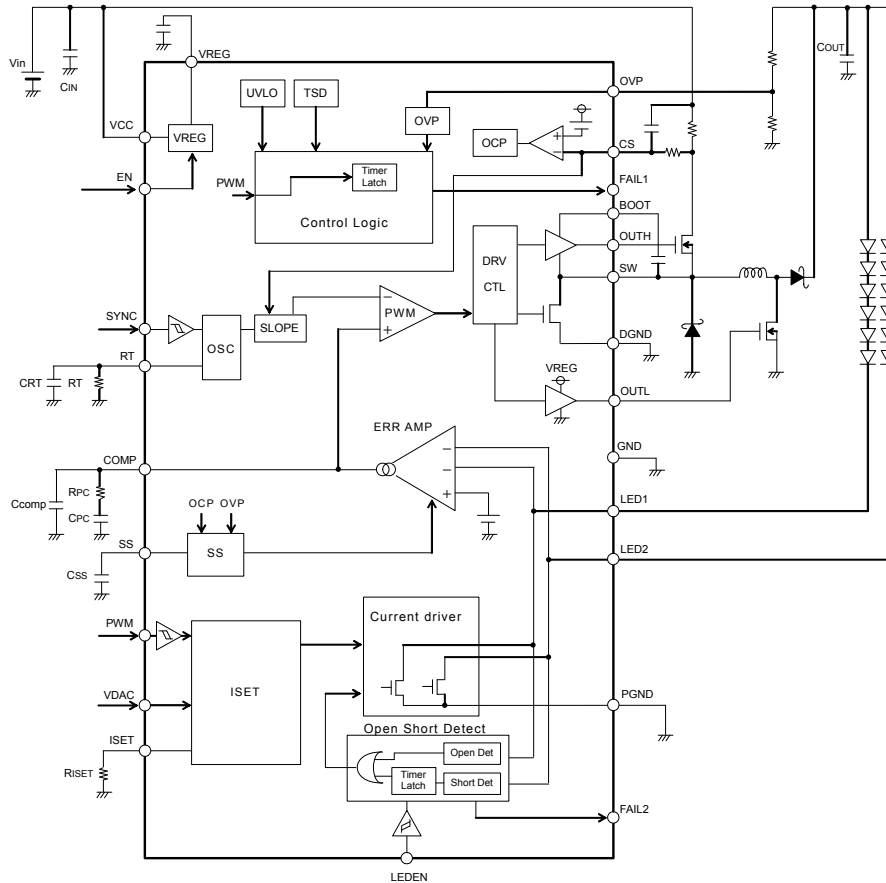 VREG
COUT
Vin
CIN
UVLO
TSD
OVP
VCC
VREG
OVP
OCP
+
−
CS
EN
PWM
Timer
Latch
FAIL1
Control Logic
BOOT
OUTH
DRV
CTL
SW
SYNC
SLOPE
−
PWM
+
OSC
DGND
RT
CRT
RT
VREG
OUTL
ERR AMP
GND
COMP
−
−
+
RPC
Ccomp
CPC
OCP OVP
LED1
SS
SS
LED2
CSS
PWM
Current driver
ISET
VDAC
PGND
ISET
Open Short Detect
RISET
Open Det
Timer
Latch
Short Det
FAIL2
LEDEN